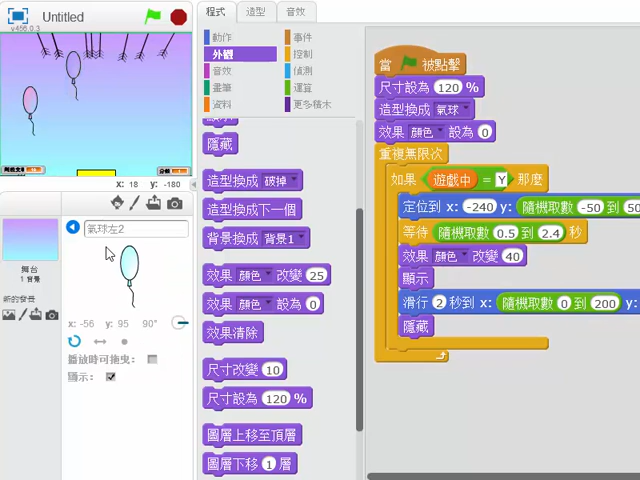 Untitled
v456.0.3
x: 18 y: -180
氣球左2
舞台
1 背景
新的背景
x: -56 y: 95 90°
播放時可拖曳:
顯示:
程式 造型 音效
動作 事件
外觀 控制
音效 偵測
畫筆 運算
資料 更多積木
隱藏
造型換成 破掉
造型換成下一個
背景換成 背景1
效果 顏色 改變 25
效果 顏色 設為 0
效果清除
尺寸改變 10
尺寸設為 120 %
圖層上移至頂層
圖層下移 1 層
當 被點擊
尺寸設為 120 %
造型換成 氣球
效果 顏色 設為 0
重複無限次
如果 遊戲中 = Y 那麼
定位到 x: -240 y: 隨機取數 -50 到 50
等待 隨機取數 0.5 到 2.4 秒
效果 顏色 改變 40
顯示
滑行 2 秒到 x: 隨機取數 0 到 200 y:
隱藏